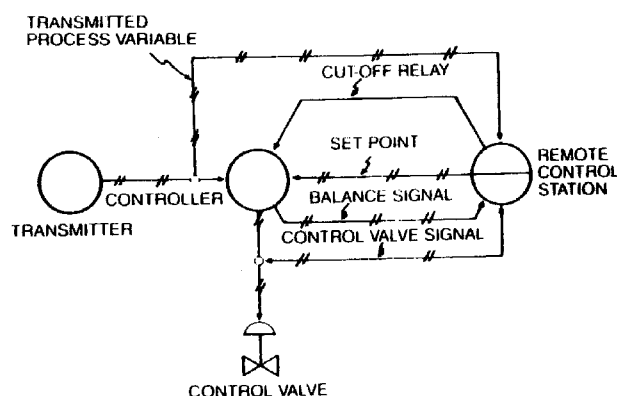 TRANSMITTED
PROCESS VARIABLE
CUT-OFF RELAY
SET POINT
REMOTE
CONTROL
STATION
CONTROLLER
BALANCE SIGNAL
TRANSMITTER
CONTROL VALVE SIGNAL
CONTROL VALVE